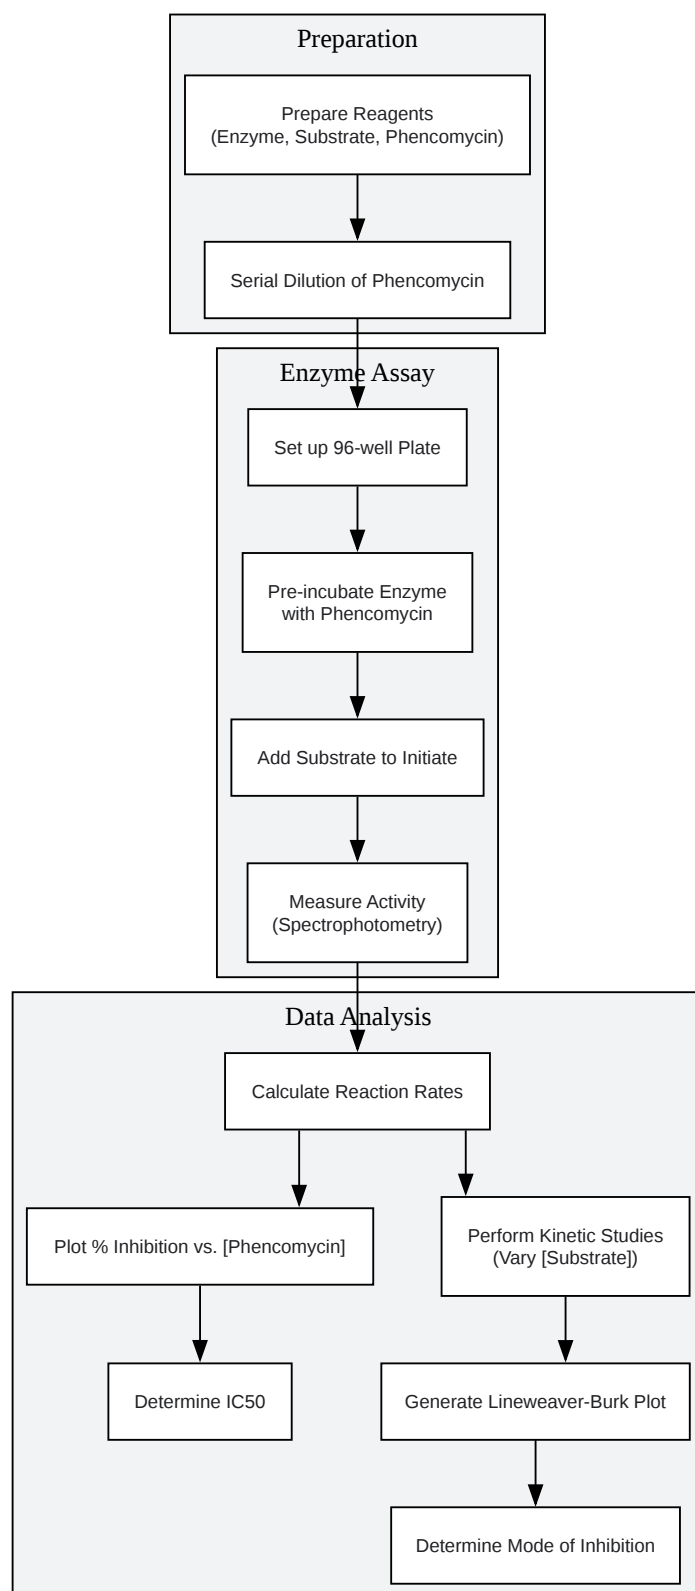 Preparation
Prepare Reagents
(Enzyme, Substrate, Phencomycin)
Serial Dilution of Phencomycin
Enzyme Assay
Set up 96-well Plate
Pre-incubate Enzyme
with Phencomycin
Add Substrate to Initiate
Measure Activity
(Spectrophotometry)
Data Analysis
Calculate Reaction Rates
Plot % Inhibition vs. [Phencomycin]
Perform Kinetic Studies
(Vary [Substrate])
Determine IC50
Generate Lineweaver-Burk Plot
Determine Mode of Inhibition